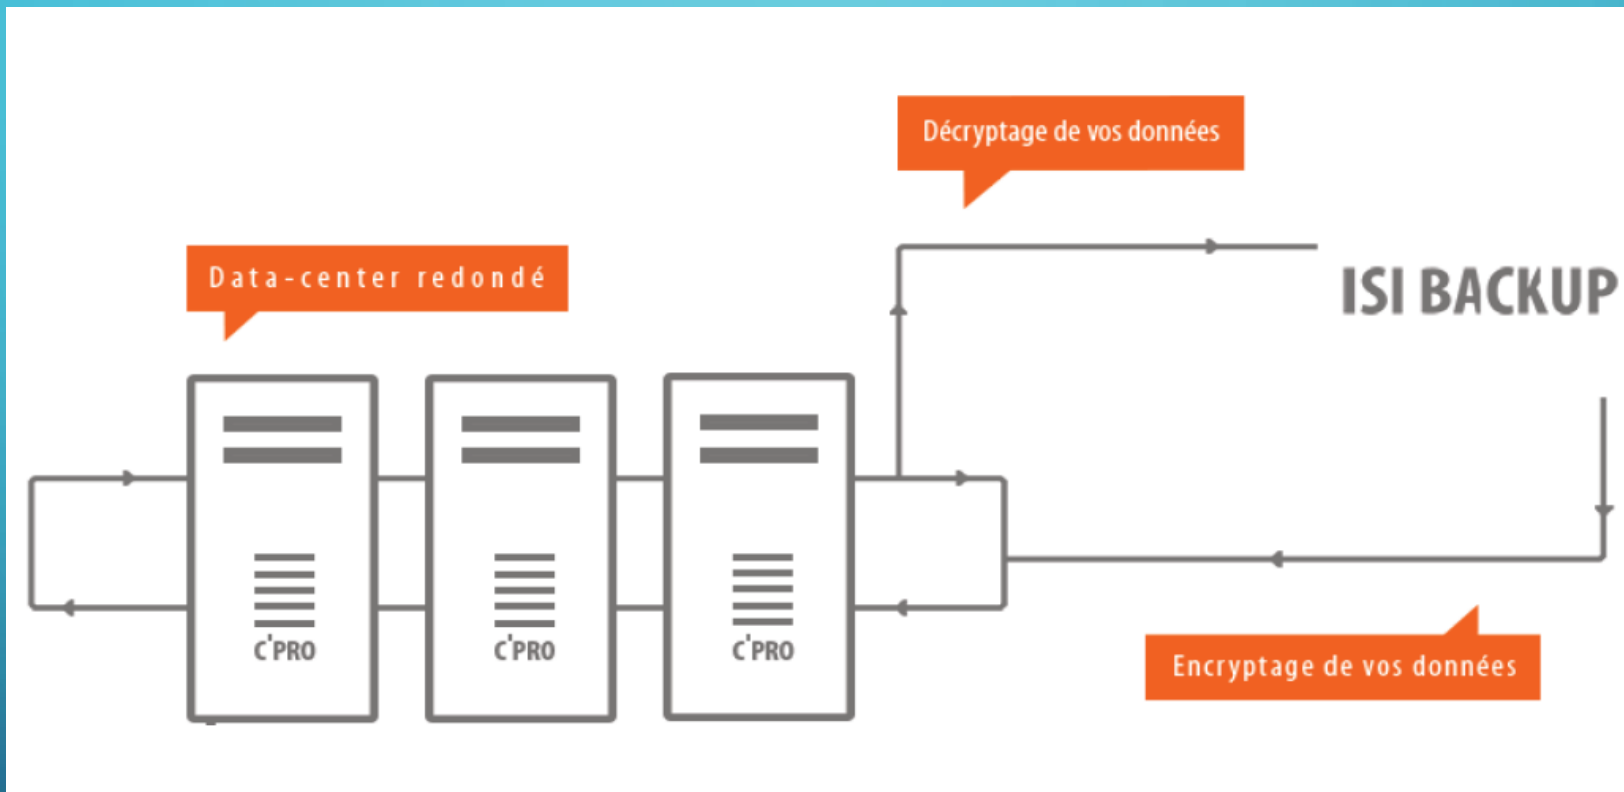 Décryptage de vos données
Data-center redondé
ISI BACKUP
C'PRO
C'PRO
C'PRO
Encryptage de vos données